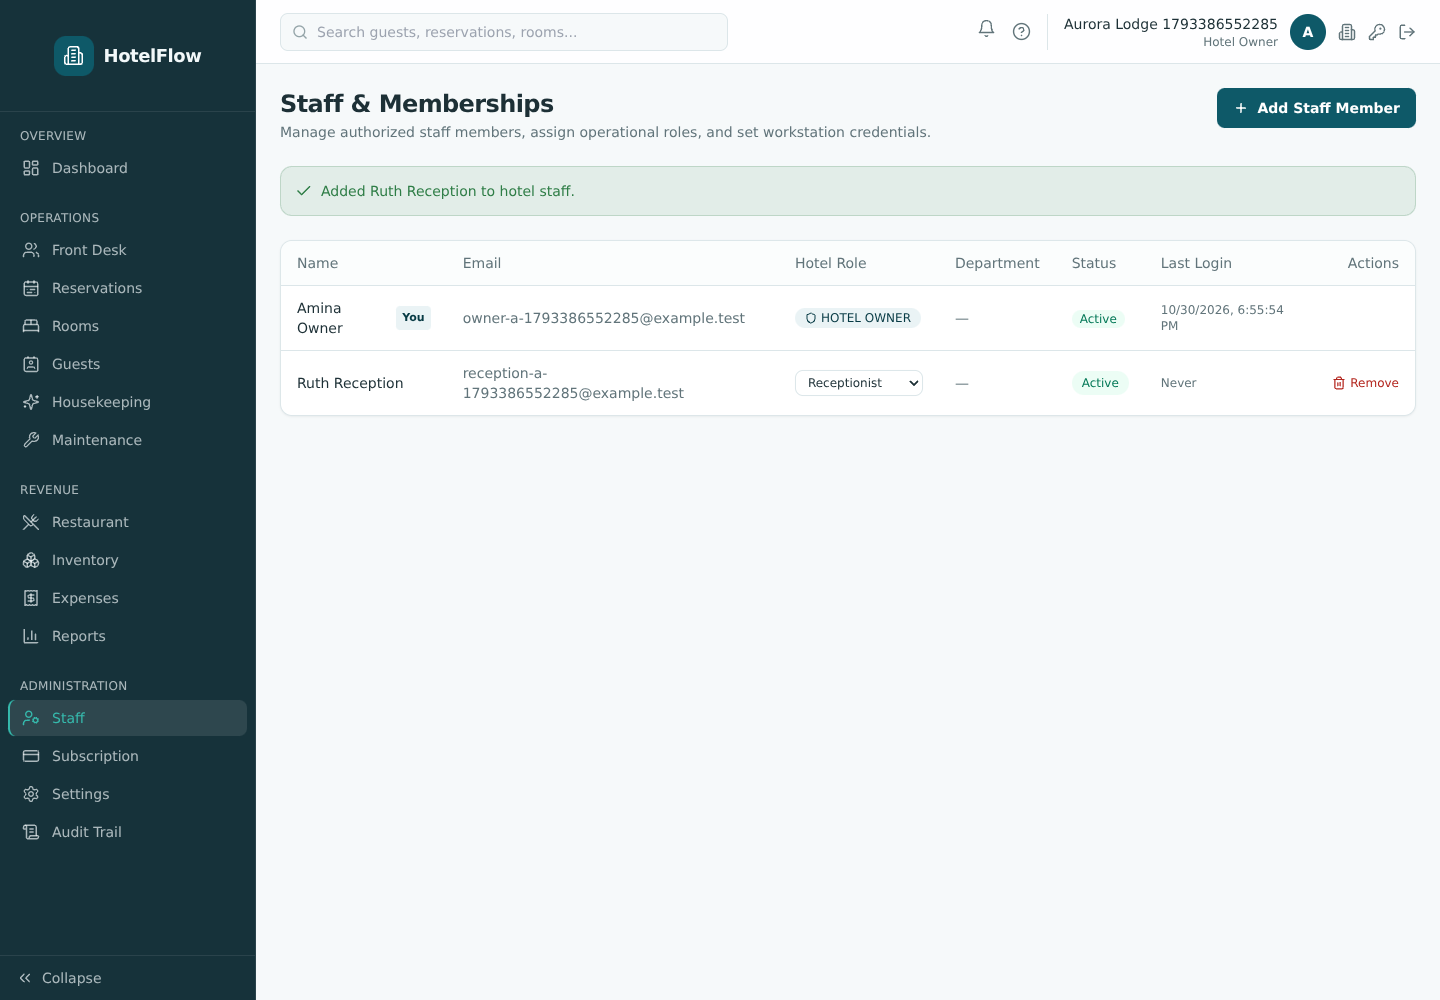 HotelFlow
Search guests, reservations, rooms...
Aurora Lodge 1793386552285
Hotel Owner
A
OVERVIEW
Dashboard
OPERATIONS
Front Desk
Reservations
Rooms
Guests
Housekeeping
Maintenance
REVENUE
Restaurant
Inventory
Expenses
Reports
ADMINISTRATION
Staff
Subscription
Settings
Audit Trail
Collapse
Staff & Memberships
Manage authorized staff members, assign operational roles, and set workstation credentials.
Add Staff Member
Added Ruth Reception to hotel staff.
Name Email Hotel Role Department Status Last Login Actions
Amina
Owner
You
owner-a-1793386552285@example.test
HOTEL OWNER
—
Active
10/30/2026, 6:55:54
PM
Ruth Reception
reception-a-
1793386552285@example.test
Receptionist
—
Active
Never
Remove